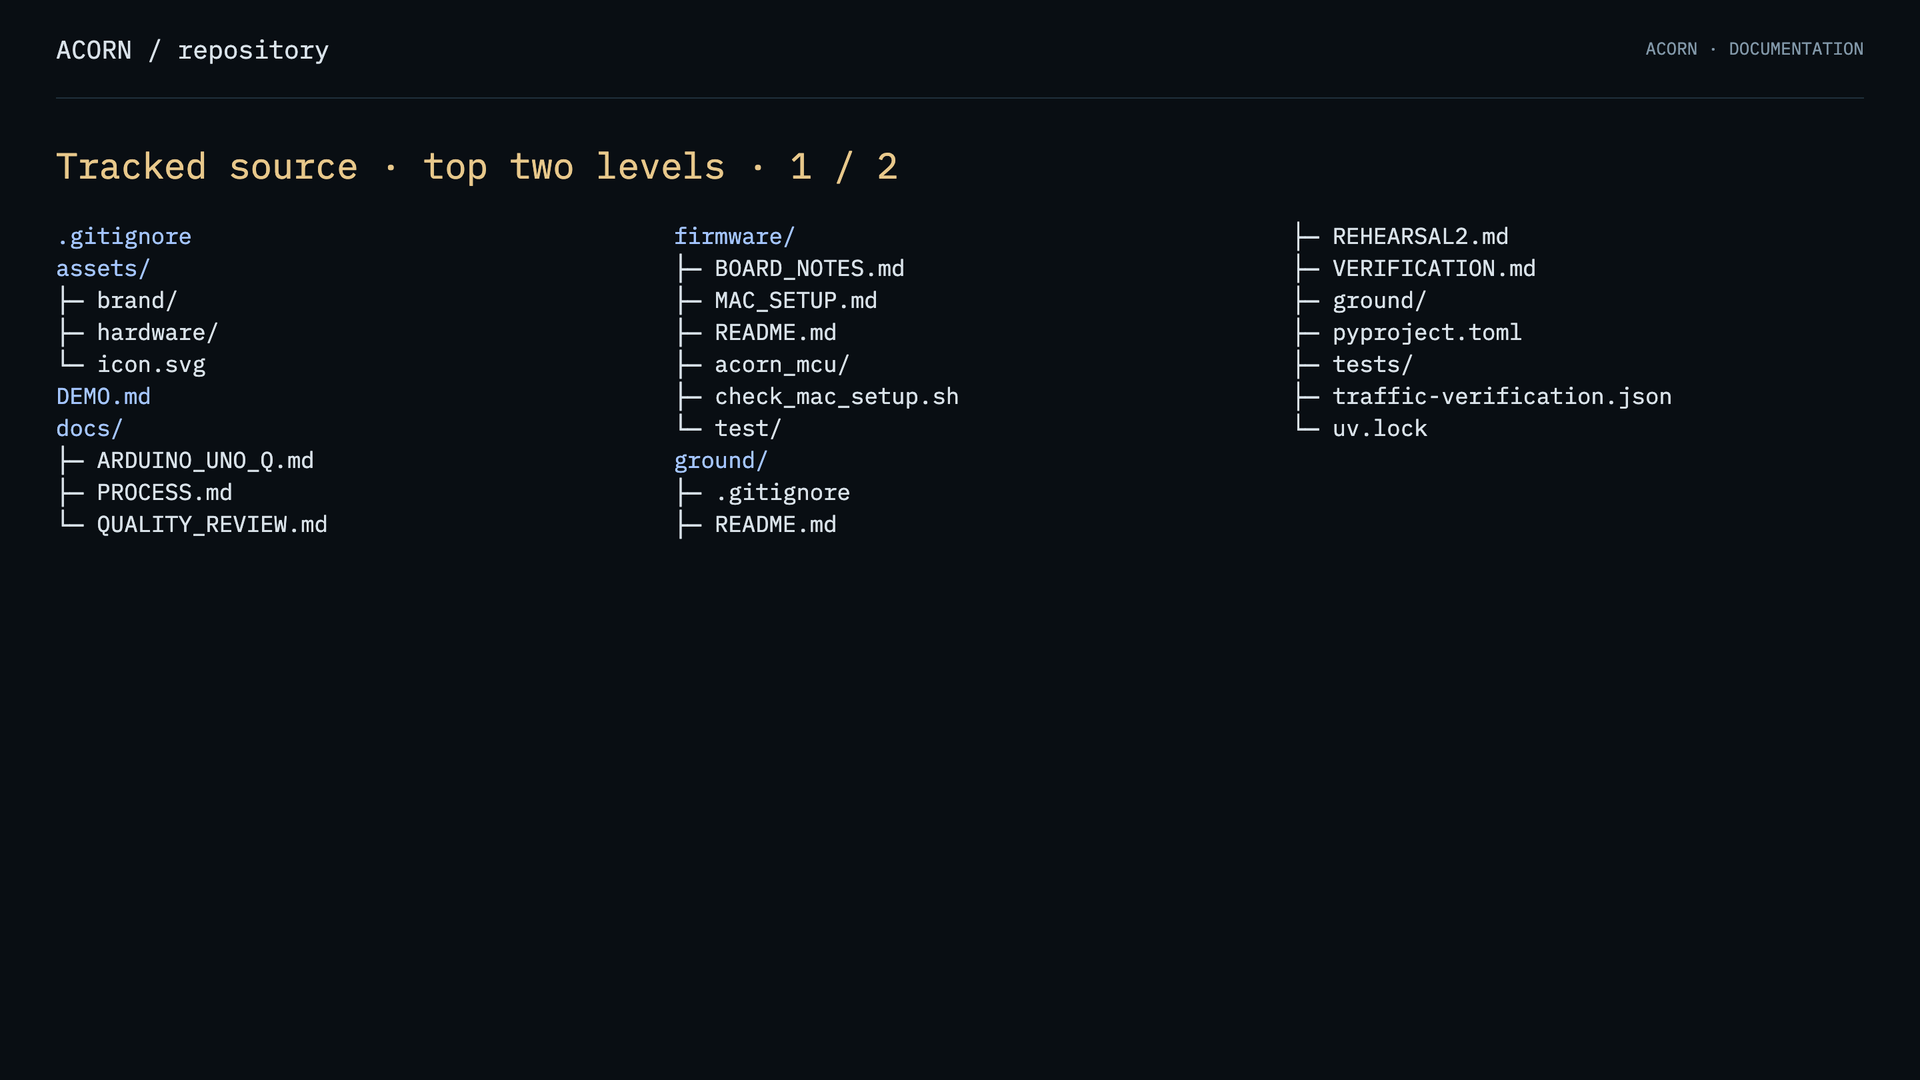 ACORN / repository
ACORN · DOCUMENTATION
Tracked source · top two levels · 1 / 2
.gitignore
assets/
├─ brand/
├─ hardware/
└─ icon.svg
DEMO.md
docs/
├─ ARDUINO_UNO_Q.md
├─ PROCESS.md
└─ QUALITY_REVIEW.md
firmware/
├─ BOARD_NOTES.md
├─ MAC_SETUP.md
├─ README.md
├─ acorn_mcu/
├─ check_mac_setup.sh
└─ test/
ground/
├─ .gitignore
├─ README.md
├─ REHEARSAL2.md
├─ VERIFICATION.md
├─ ground/
├─ pyproject.toml
├─ tests/
├─ traffic-verification.json
└─ uv.lock